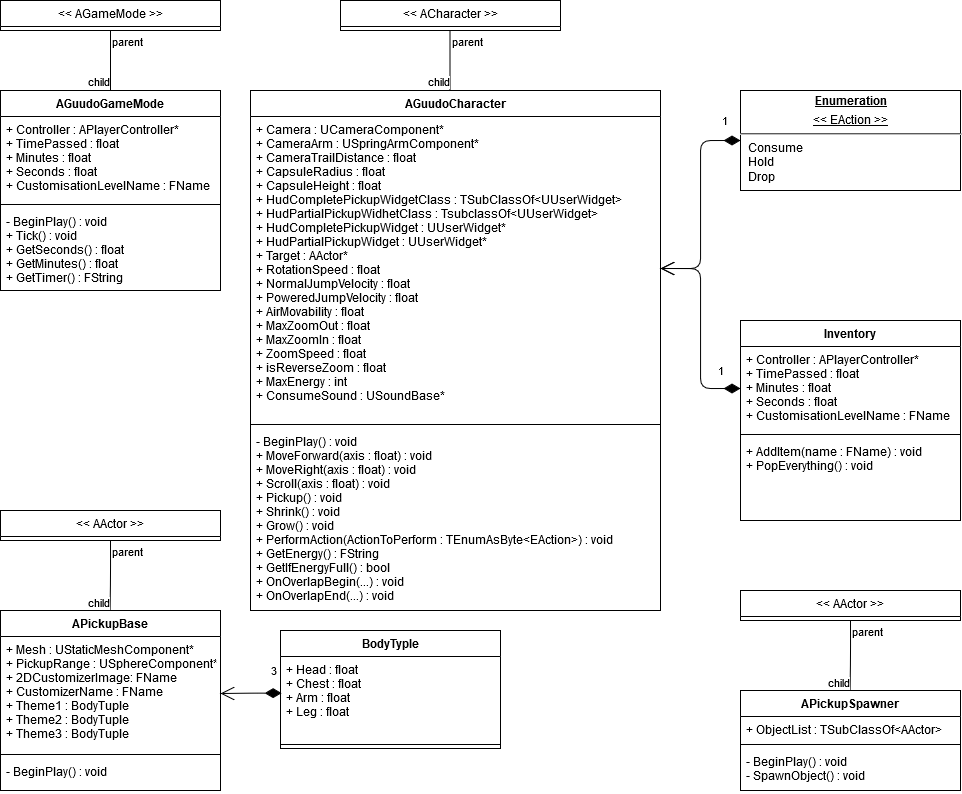 << AGameMode >>
parent
child
AGuudoGameMode
+ Controller : APlayerController*
+ TimePassed : float
+ Minutes : float
+ Seconds : float
+ CustomisationLevelName : FName
- BeginPlay() : void
+ Tick() : void
+ GetSeconds() : float
+ GetMinutes() : float
+ GetTimer() : FString
<< ACharacter >>
parent
child
AGuudoCharacter
+ Camera : UCameraComponent*
+ CameraArm : USpringArmComponent*
+ CameraTrailDistance : float
+ CapsuleRadius : float
+ CapsuleHeight : float
+ HudCompletePickupWidgetClass : TSubClassOf<UUserWidget>
+ HudPartialPickupWidhetClass : TsubclassOf<UUserWidget>
+ HudCompletePickupWidget : UUserWidget*
+ HudPartialPickupWidget : UUserWidget*
+ Target : AActor*
+ RotationSpeed : float
+ NormalJumpVelocity : float
+ PoweredJumpVelocity : float
+ AirMovability : float
+ MaxZoomOut : float
+ MaxZoomIn : float
+ ZoomSpeed : float
+ isReverseZoom : float
+ MaxEnergy : int
+ ConsumeSound : USoundBase*
- BeginPlay() : void
+ MoveForward(axis : float) : void
+ MoveRight(axis : float) : void
+ Scroll(axis : float) : void
+ Pickup() : void
+ Shrink() : void
+ Grow() : void
+ PerformAction(ActionToPerform : TEnumAsByte<EAction>) : void
+ GetEnergy() : FString
+ GetIfEnergyFull() : bool
+ OnOverlapBegin(...) : void
+ OnOverlapEnd(...) : void
1
Enumeration
<< EAction >>
Consume
Hold
Drop
1
Inventory
+ Controller : APlayerController*
+ TimePassed : float
+ Minutes : float
+ Seconds : float
+ CustomisationLevelName : FName
+ AddItem(name : FName) : void
+ PopEverything() : void
<< AActor >>
parent
child
APickupBase
+ Mesh : UStaticMeshComponent*
+ PickupRange : USphereComponent*
+ 2DCustomizerImage: FName
+ CustomizerName : FName
+ Theme1 : BodyTuple
+ Theme2 : BodyTuple
+ Theme3 : BodyTuple
- BeginPlay() : void
3
BodyTyple
+ Head : float
+ Chest : float
+ Arm : float
+ Leg : float
<< AActor >>
parent
child
APickupSpawner
+ ObjectList : TSubClassOf<AActor>
- BeginPlay() : void
- SpawnObject() : void